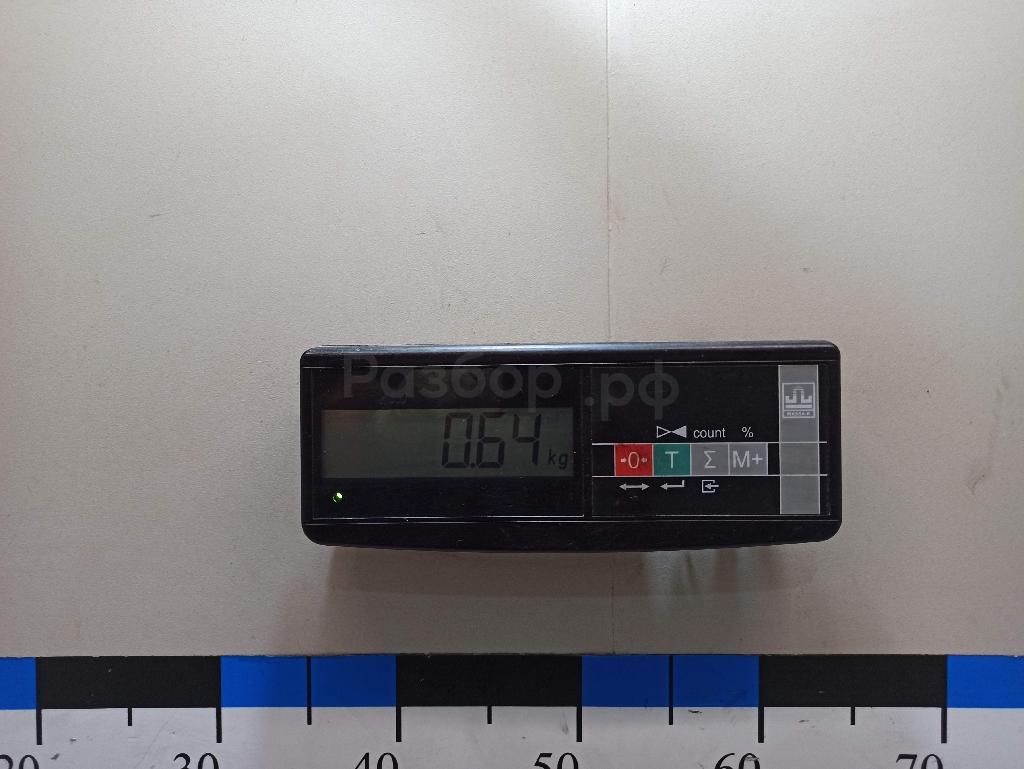 Разбор.рф
0.64 kg
count %
•0• T Σ M+
20 30 40 50 60 70